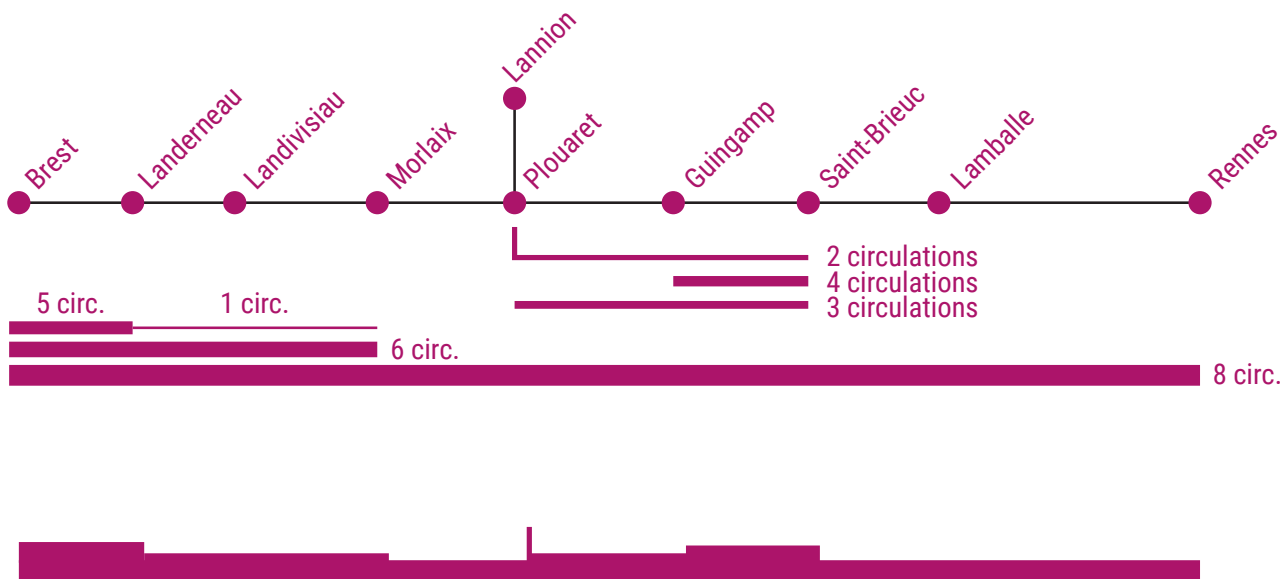 Brest
Landerneau
Landivisiau
Morlaix
Lannion
Plouaret
Guingamp
Saint-Brieuc
Lamballe
Rennes
2 circulations
4 circulations
3 circulations
5 circ.
1 circ.
6 circ.
8 circ.